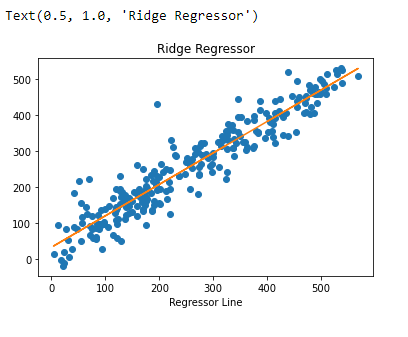 Text(0.5, 1.0, 'Ridge Regressor')
Ridge Regressor
500
400
300
200
100
0
0 100 200 300 400 500
Regressor Line